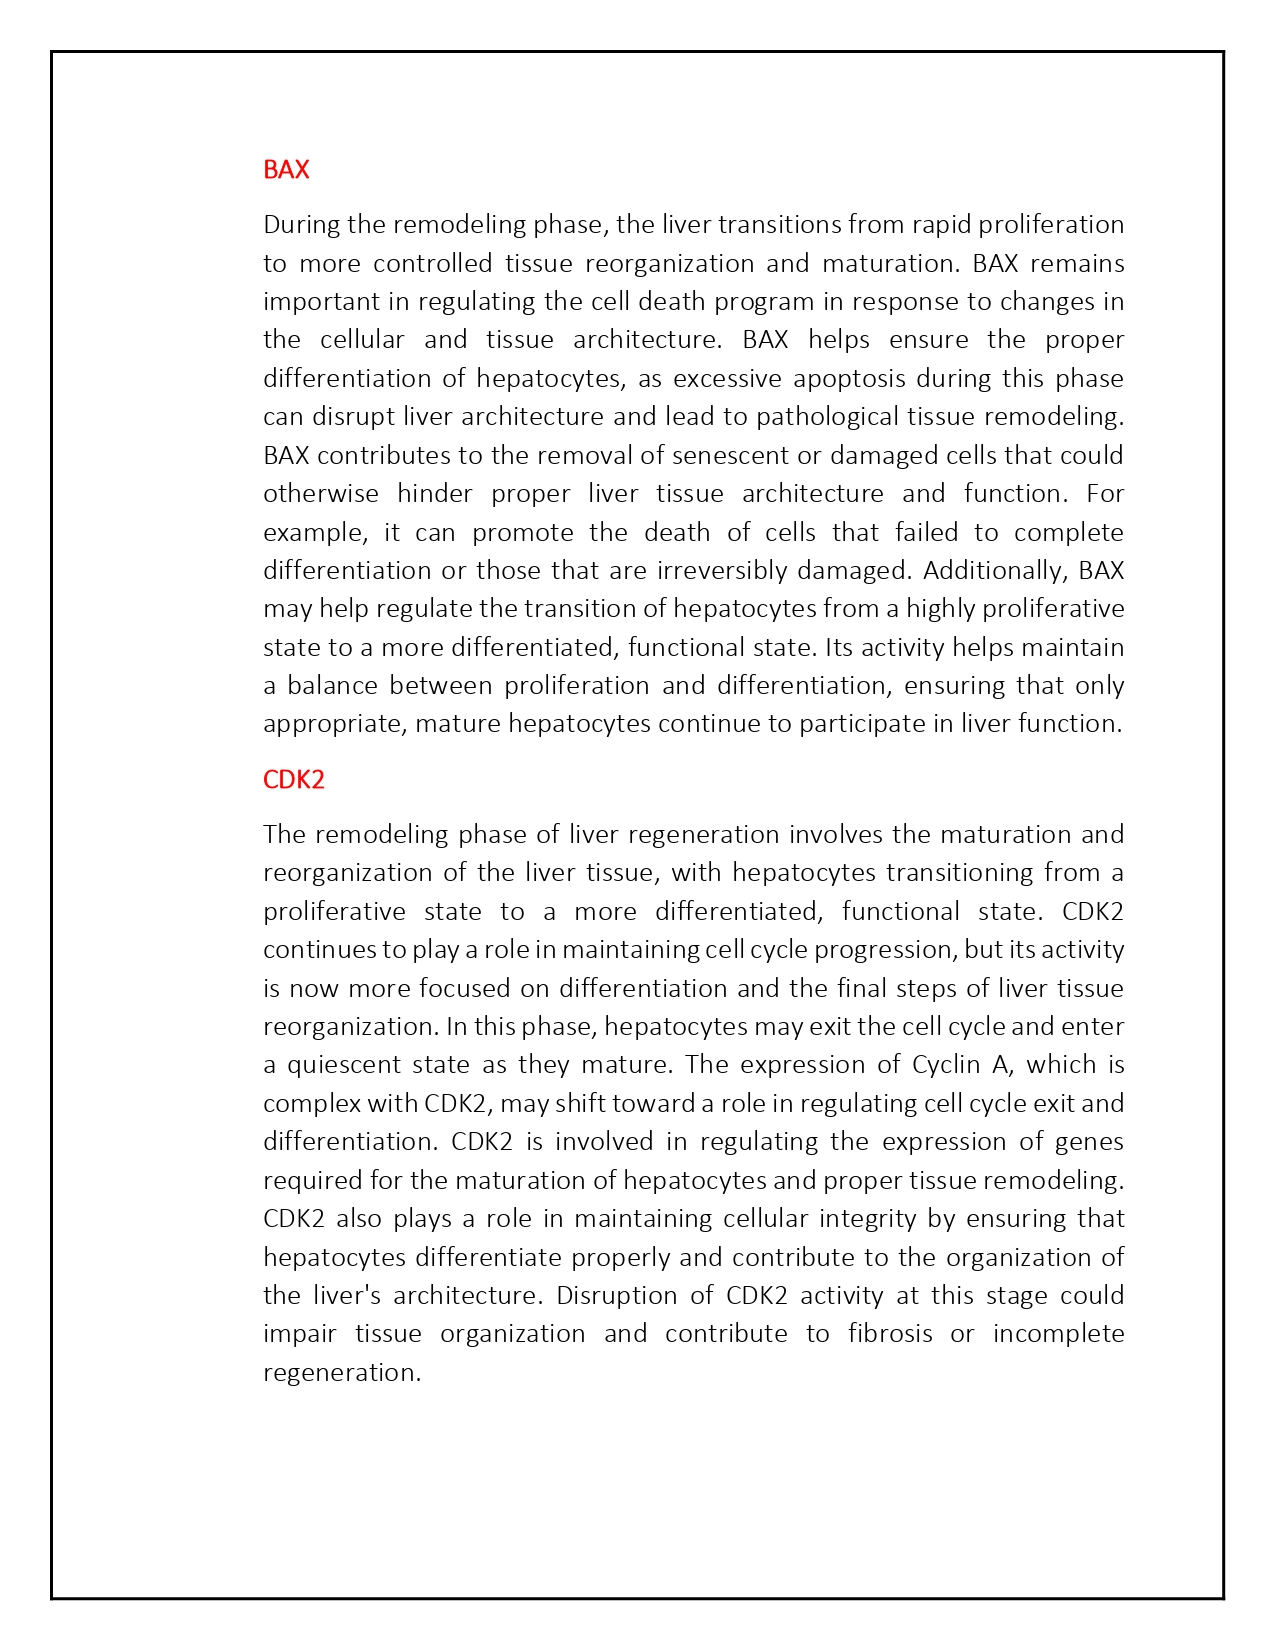 BAX
During the remodeling phase, the liver transitions from rapid proliferation
to more controlled tissue reorganization and maturation. BAX remains
important in regulating the cell death program in response to changes in
the cellular and tissue architecture. BAX helps ensure the proper
differentiation of hepatocytes, as excessive apoptosis during this phase
can disrupt liver architecture and lead to pathological tissue remodeling.
BAX contributes to the removal of senescent or damaged cells that could
otherwise hinder proper liver tissue architecture and function. For
example, it can promote the death of cells that failed to complete
differentiation or those that are irreversibly damaged. Additionally, BAX
may help regulate the transition of hepatocytes from a highly proliferative
state to a more differentiated, functional state. Its activity helps maintain
a balance between proliferation and differentiation, ensuring that only
appropriate, mature hepatocytes continue to participate in liver function.
CDK2
The remodeling phase of liver regeneration involves the maturation and
reorganization of the liver tissue, with hepatocytes transitioning from a
proliferative state to a more differentiated, functional state. CDK2
continues to play a role in maintaining cell cycle progression, but its activity
is now more focused on differentiation and the final steps of liver tissue
reorganization. In this phase, hepatocytes may exit the cell cycle and enter
a quiescent state as they mature. The expression of Cyclin A, which is
complex with CDK2, may shift toward a role in regulating cell cycle exit and
differentiation. CDK2 is involved in regulating the expression of genes
required for the maturation of hepatocytes and proper tissue remodeling.
CDK2 also plays a role in maintaining cellular integrity by ensuring that
hepatocytes differentiate properly and contribute to the organization of
the liver's architecture. Disruption of CDK2 activity at this stage could
impair tissue organization and contribute to fibrosis or incomplete
regeneration.